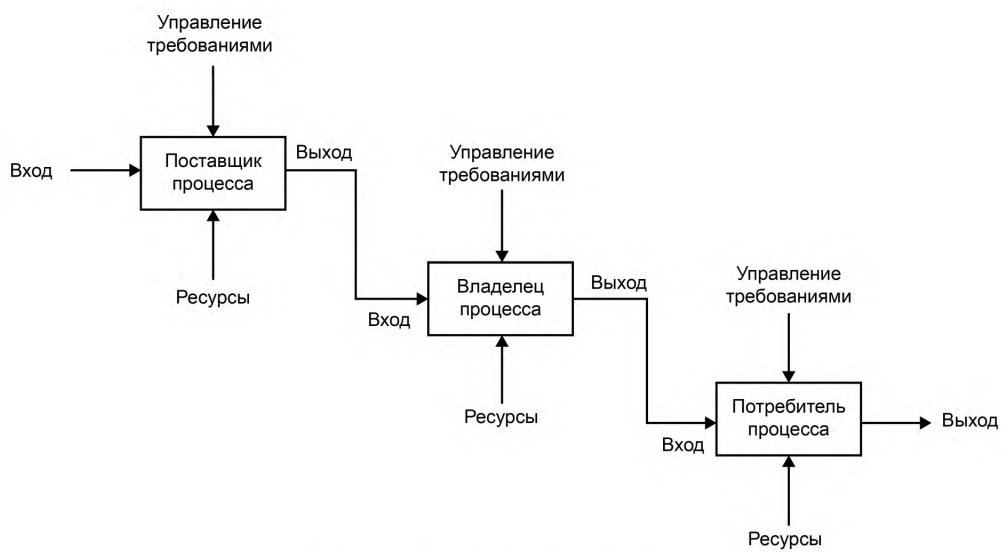 Управление
требованиями
Вход
Поставщик
процесса
Выход
Ресурсы
Управление
требованиями
Вход
Владелец
процесса
Выход
Ресурсы
Управление
требованиями
Вход
Потребитель
процесса
Выход
Ресурсы